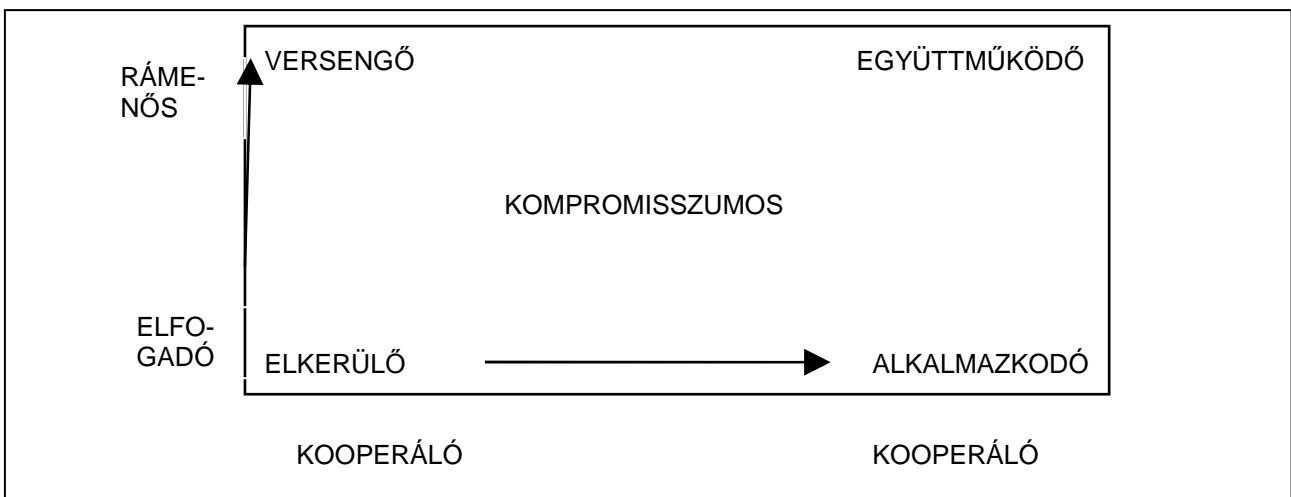 RÁME-
NŐS
VERSENGŐ
EGYÜTTMŰKÖDŐ
KOMPROMISSZUMOS
ELFO-
GADÓ
ELKERÜLŐ
ALKALMAZKODÓ
KOOPERÁLÓ
KOOPERÁLÓ